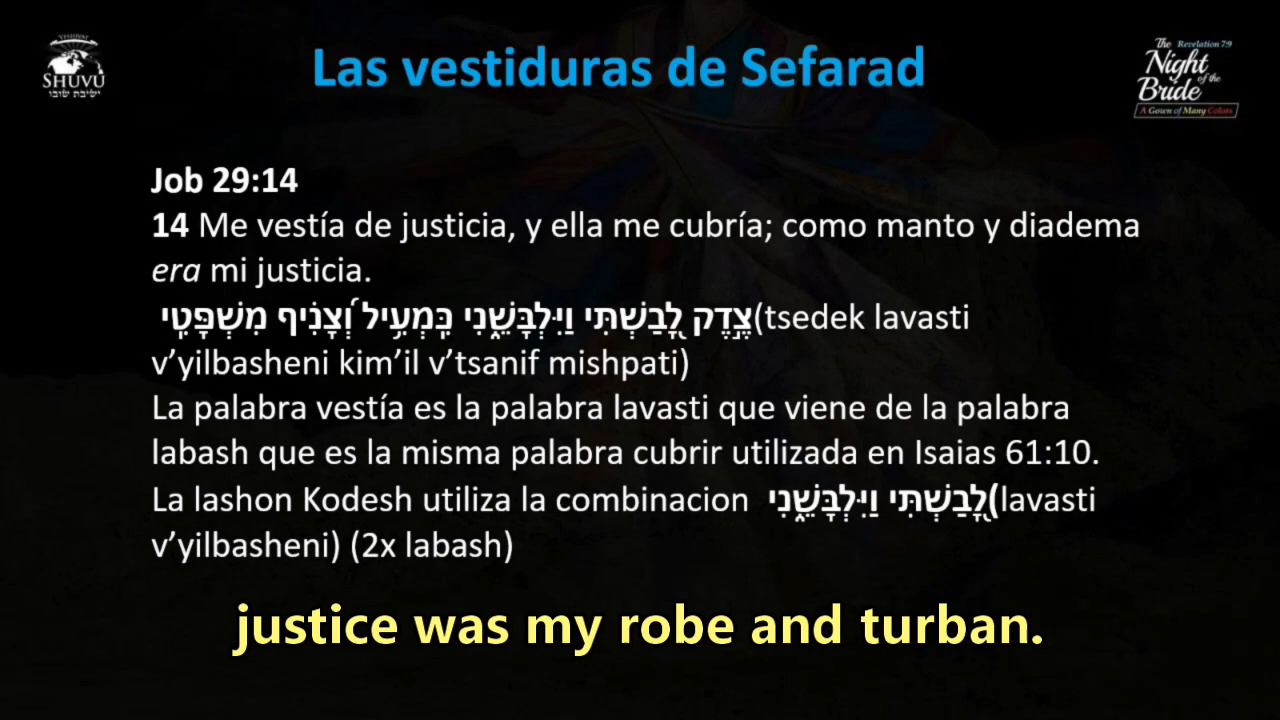 YESHIVAT
SHUVÛ
ישיבת שובו
Las vestiduras de Sefarad
The Revelation 7:9
Night
of the
Bride
A Gown of Many Colors
Job 29:14
14 Me vestía de justicia, y ella me cubría; como manto y diadema
era mi justicia.
צֶ֣דֶק לָ֭בַשְׁתִּי וַיִּלְבָּשֵׁ֑נִי כִּֽמְעִ֥יל וְ֝צָנִ֗יף מִשְׁפָּטִֽי (tsedek lavasti
v’yilbasheni kim’il v’tsanif mishpati)
La palabra vestía es la palabra lavasti que viene de la palabra
labash que es la misma palabra cubrir utilizada en Isaias 61:10.
La lashon Kodesh utiliza la combinacion לָ֭בַשְׁתִּי וַיִּלְבָּשֵׁ֑נִי (lavasti
v’yilbasheni) (2x labash)
justice was my robe and turban.